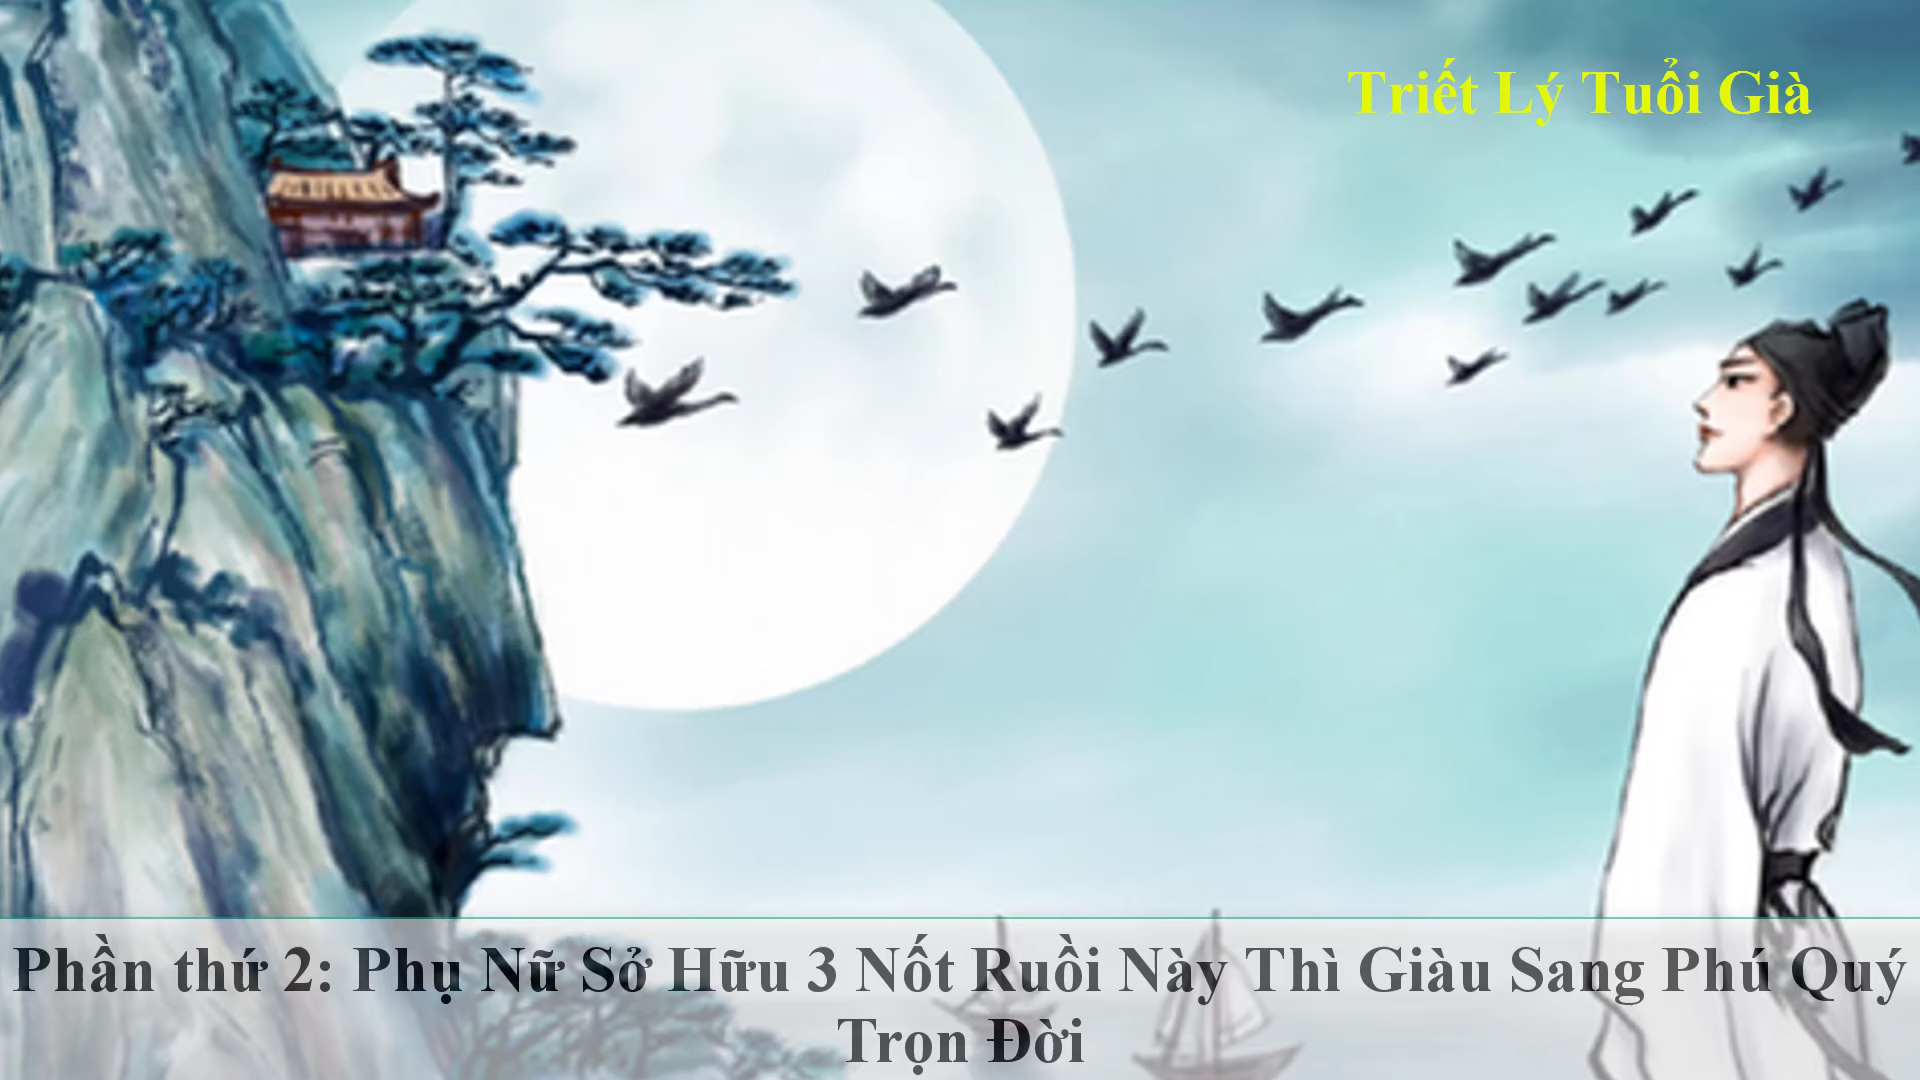 Triết Lý Tuổi Già
Phần thứ 2: Phụ Nữ Sở Hữu 3 Nốt Ruồi Này Thì Giàu Sang Phú Quý
Trọn Đời